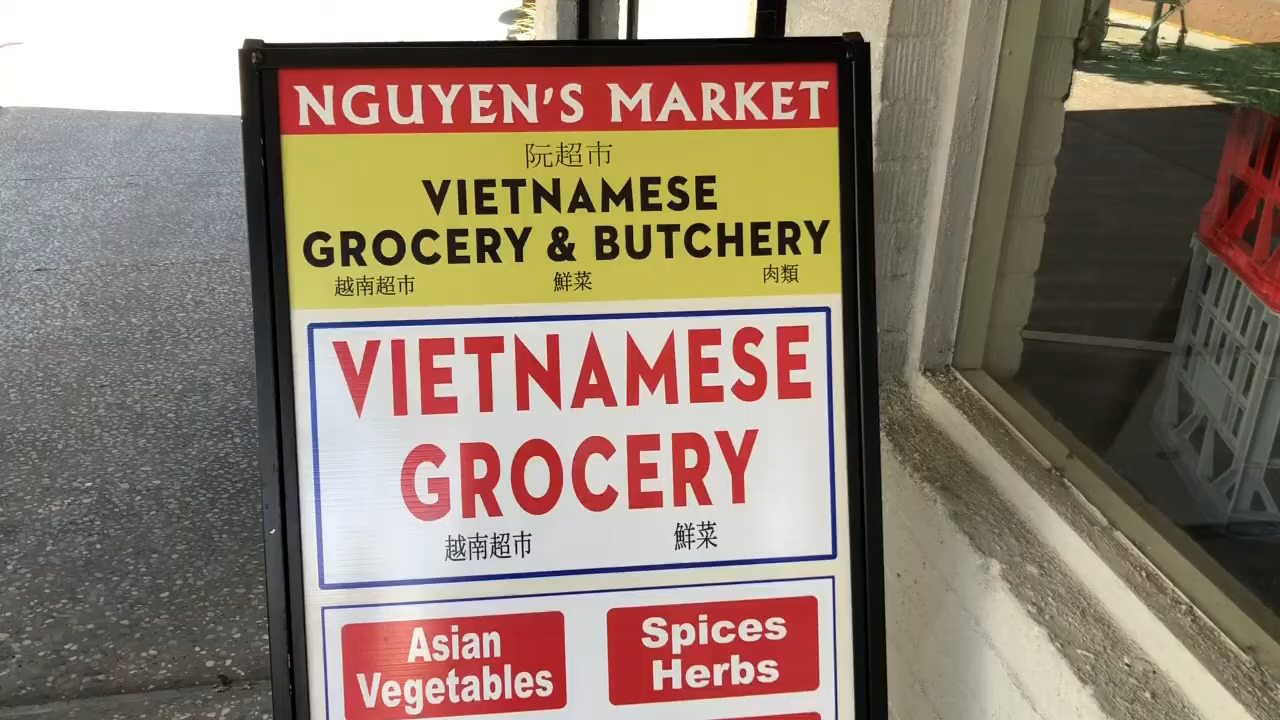 NGUYEN'S MARKET
阮超市
VIETNAMESE
GROCERY & BUTCHERY
越南超市 鮮菜 肉類
VIETNAMESE
GROCERY
越南超市 鮮菜
Asian
Vegetables
Spices
Herbs